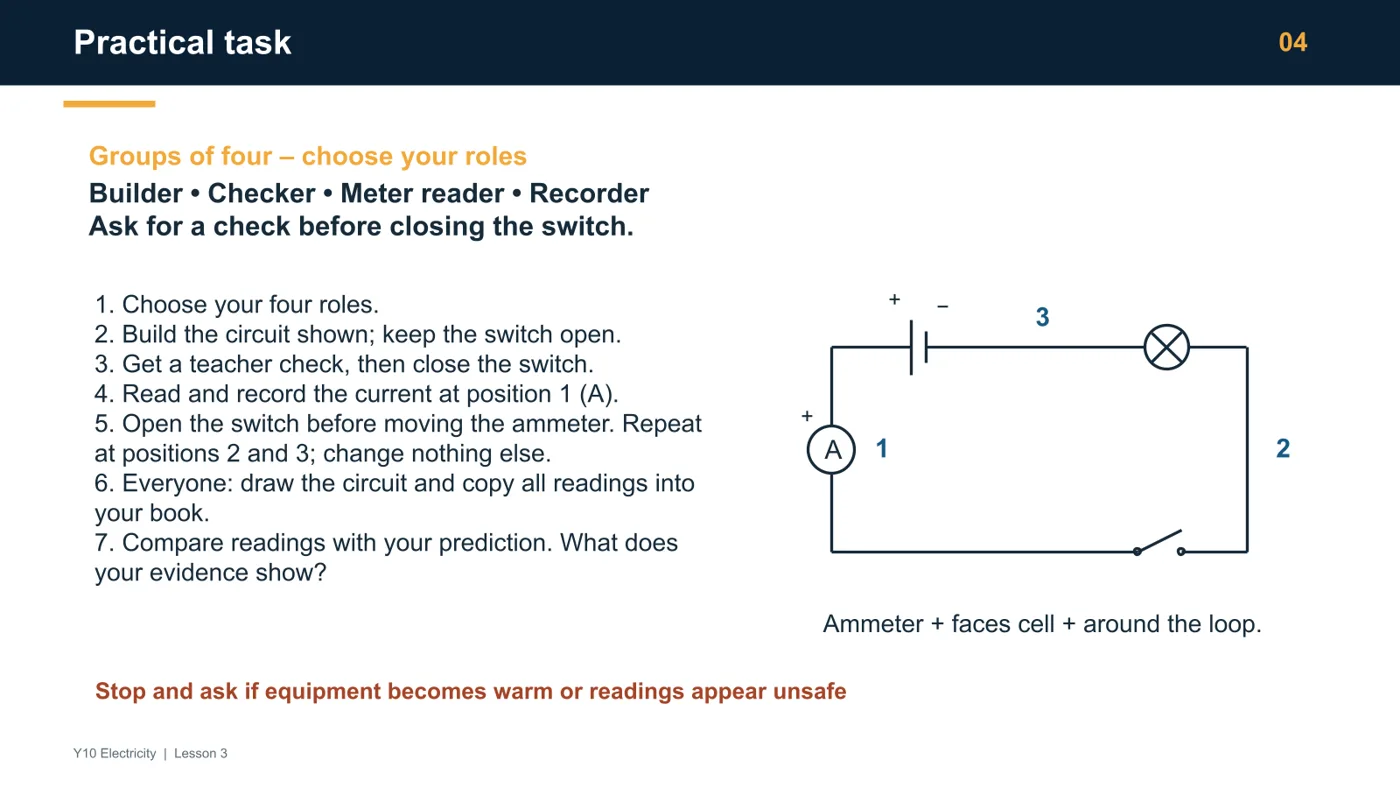 Practical task
04
Groups of four – choose your roles
Builder • Checker • Meter reader • Recorder
Ask for a check before closing the switch.
1. Choose your four roles.
2. Build the circuit shown; keep the switch open.
3. Get a teacher check, then close the switch.
4. Read and record the current at position 1 (A).
5. Open the switch before moving the ammeter. Repeat
at positions 2 and 3; change nothing else.
6. Everyone: draw the circuit and copy all readings into
your book.
7. Compare readings with your prediction. What does
your evidence show?
+ –
3
+
A
1
2
Ammeter + faces cell + around the loop.
Stop and ask if equipment becomes warm or readings appear unsafe
Y10 Electricity | Lesson 3